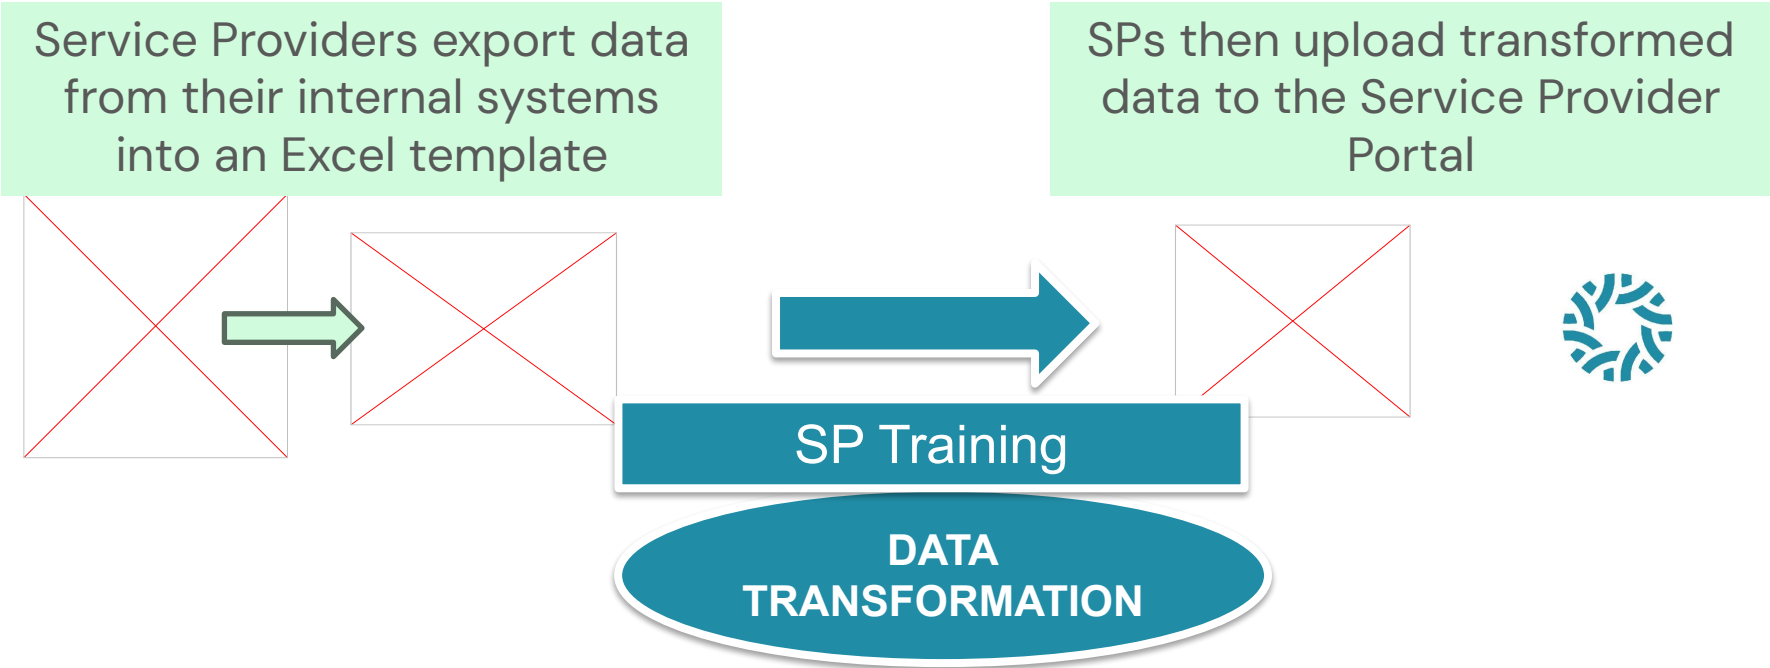 Service Providers export data
from their internal systems
into an Excel template
SPs then upload transformed
data to the Service Provider
Portal
SP Training
DATA
TRANSFORMATION